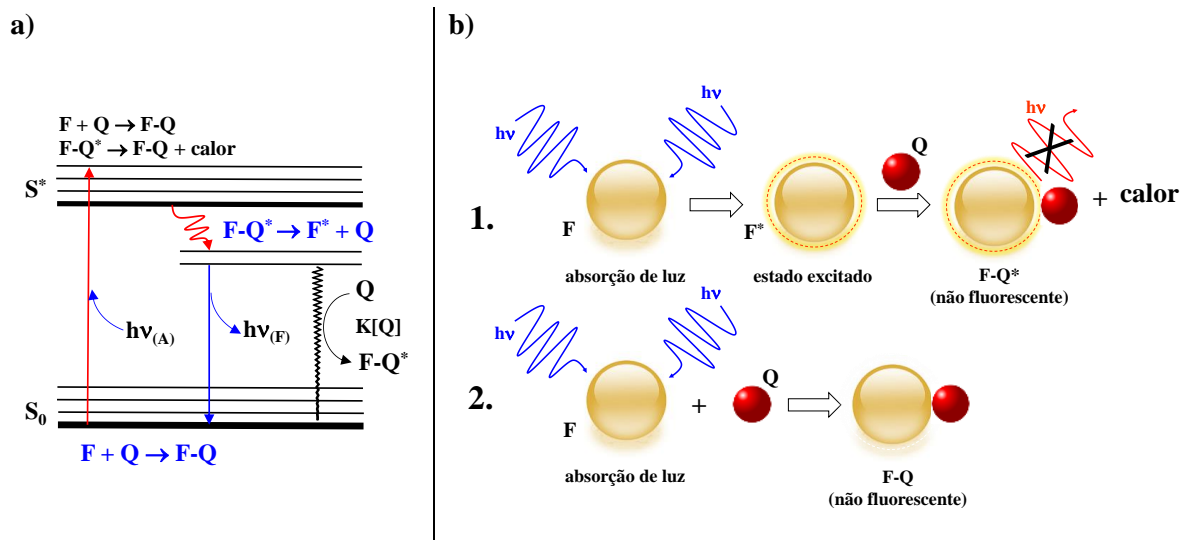 a)
F + Q → F-Q
F-Q* → F-Q + calor
S*
F-Q* → F* + Q
Q
hν(A)
hν(F)
K[Q]
F-Q*
S0
F + Q → F-Q
b)
hν
hν
hν
Q
1.
F
F*
+ calor
absorção de luz
estado excitado
F-Q*
(não fluorescente)
hν
hν
Q
2.
+
F
absorção de luz
F-Q
(não fluorescente)